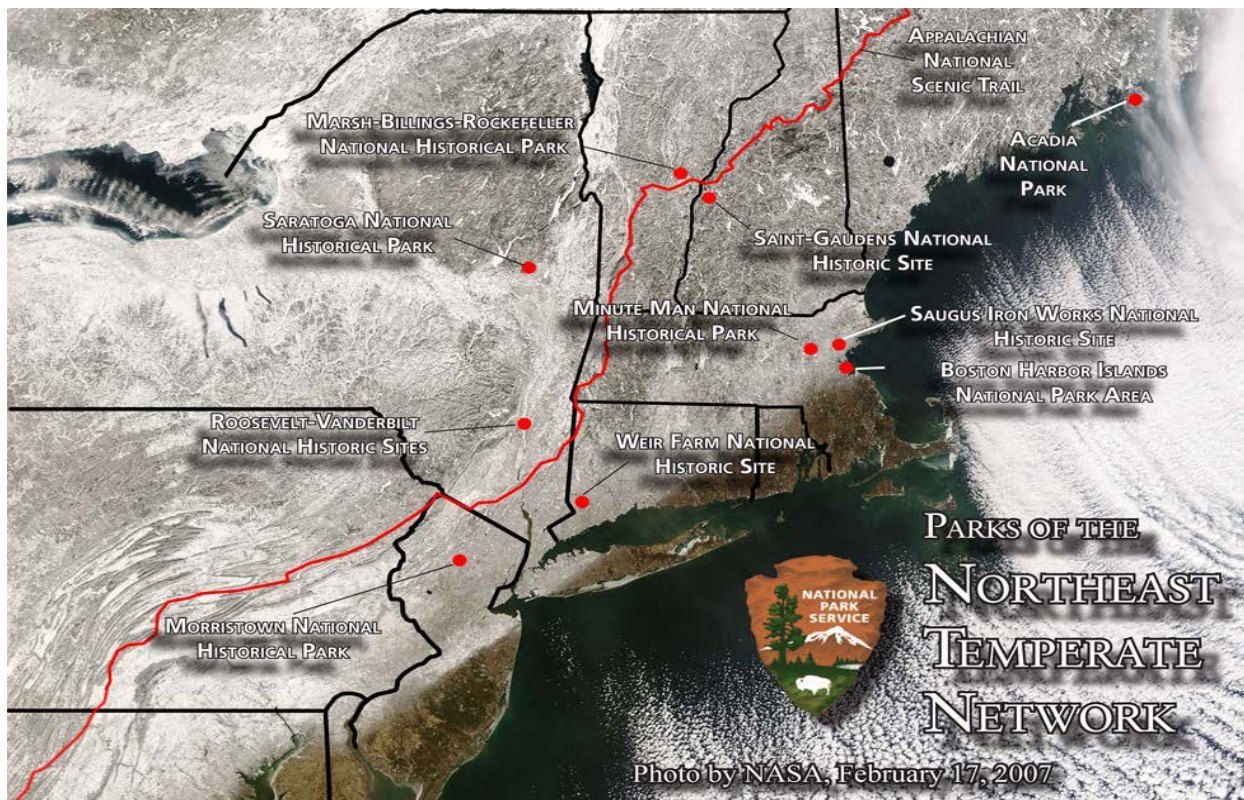 Appalachian
National
Scenic Trail
Marsh-Billings-Rockefeller
National Historical Park
Acadia
National
Park
Saratoga National
Historical Park
Saint-Gaudens National
Historic Site
Minute-Man National
Historical Park
Saugus Iron Works National
Historic Site
Boston Harbor Islands
National Park Area
Roosevelt-Vanderbilt
National Historic Sites
Weir Farm National
Historic Site
Parks of the
Northeast
Temperate
Network
NATIONAL
PARK
SERVICE
Morristown National
Historical Park
Photo by NASA, February 17, 2007